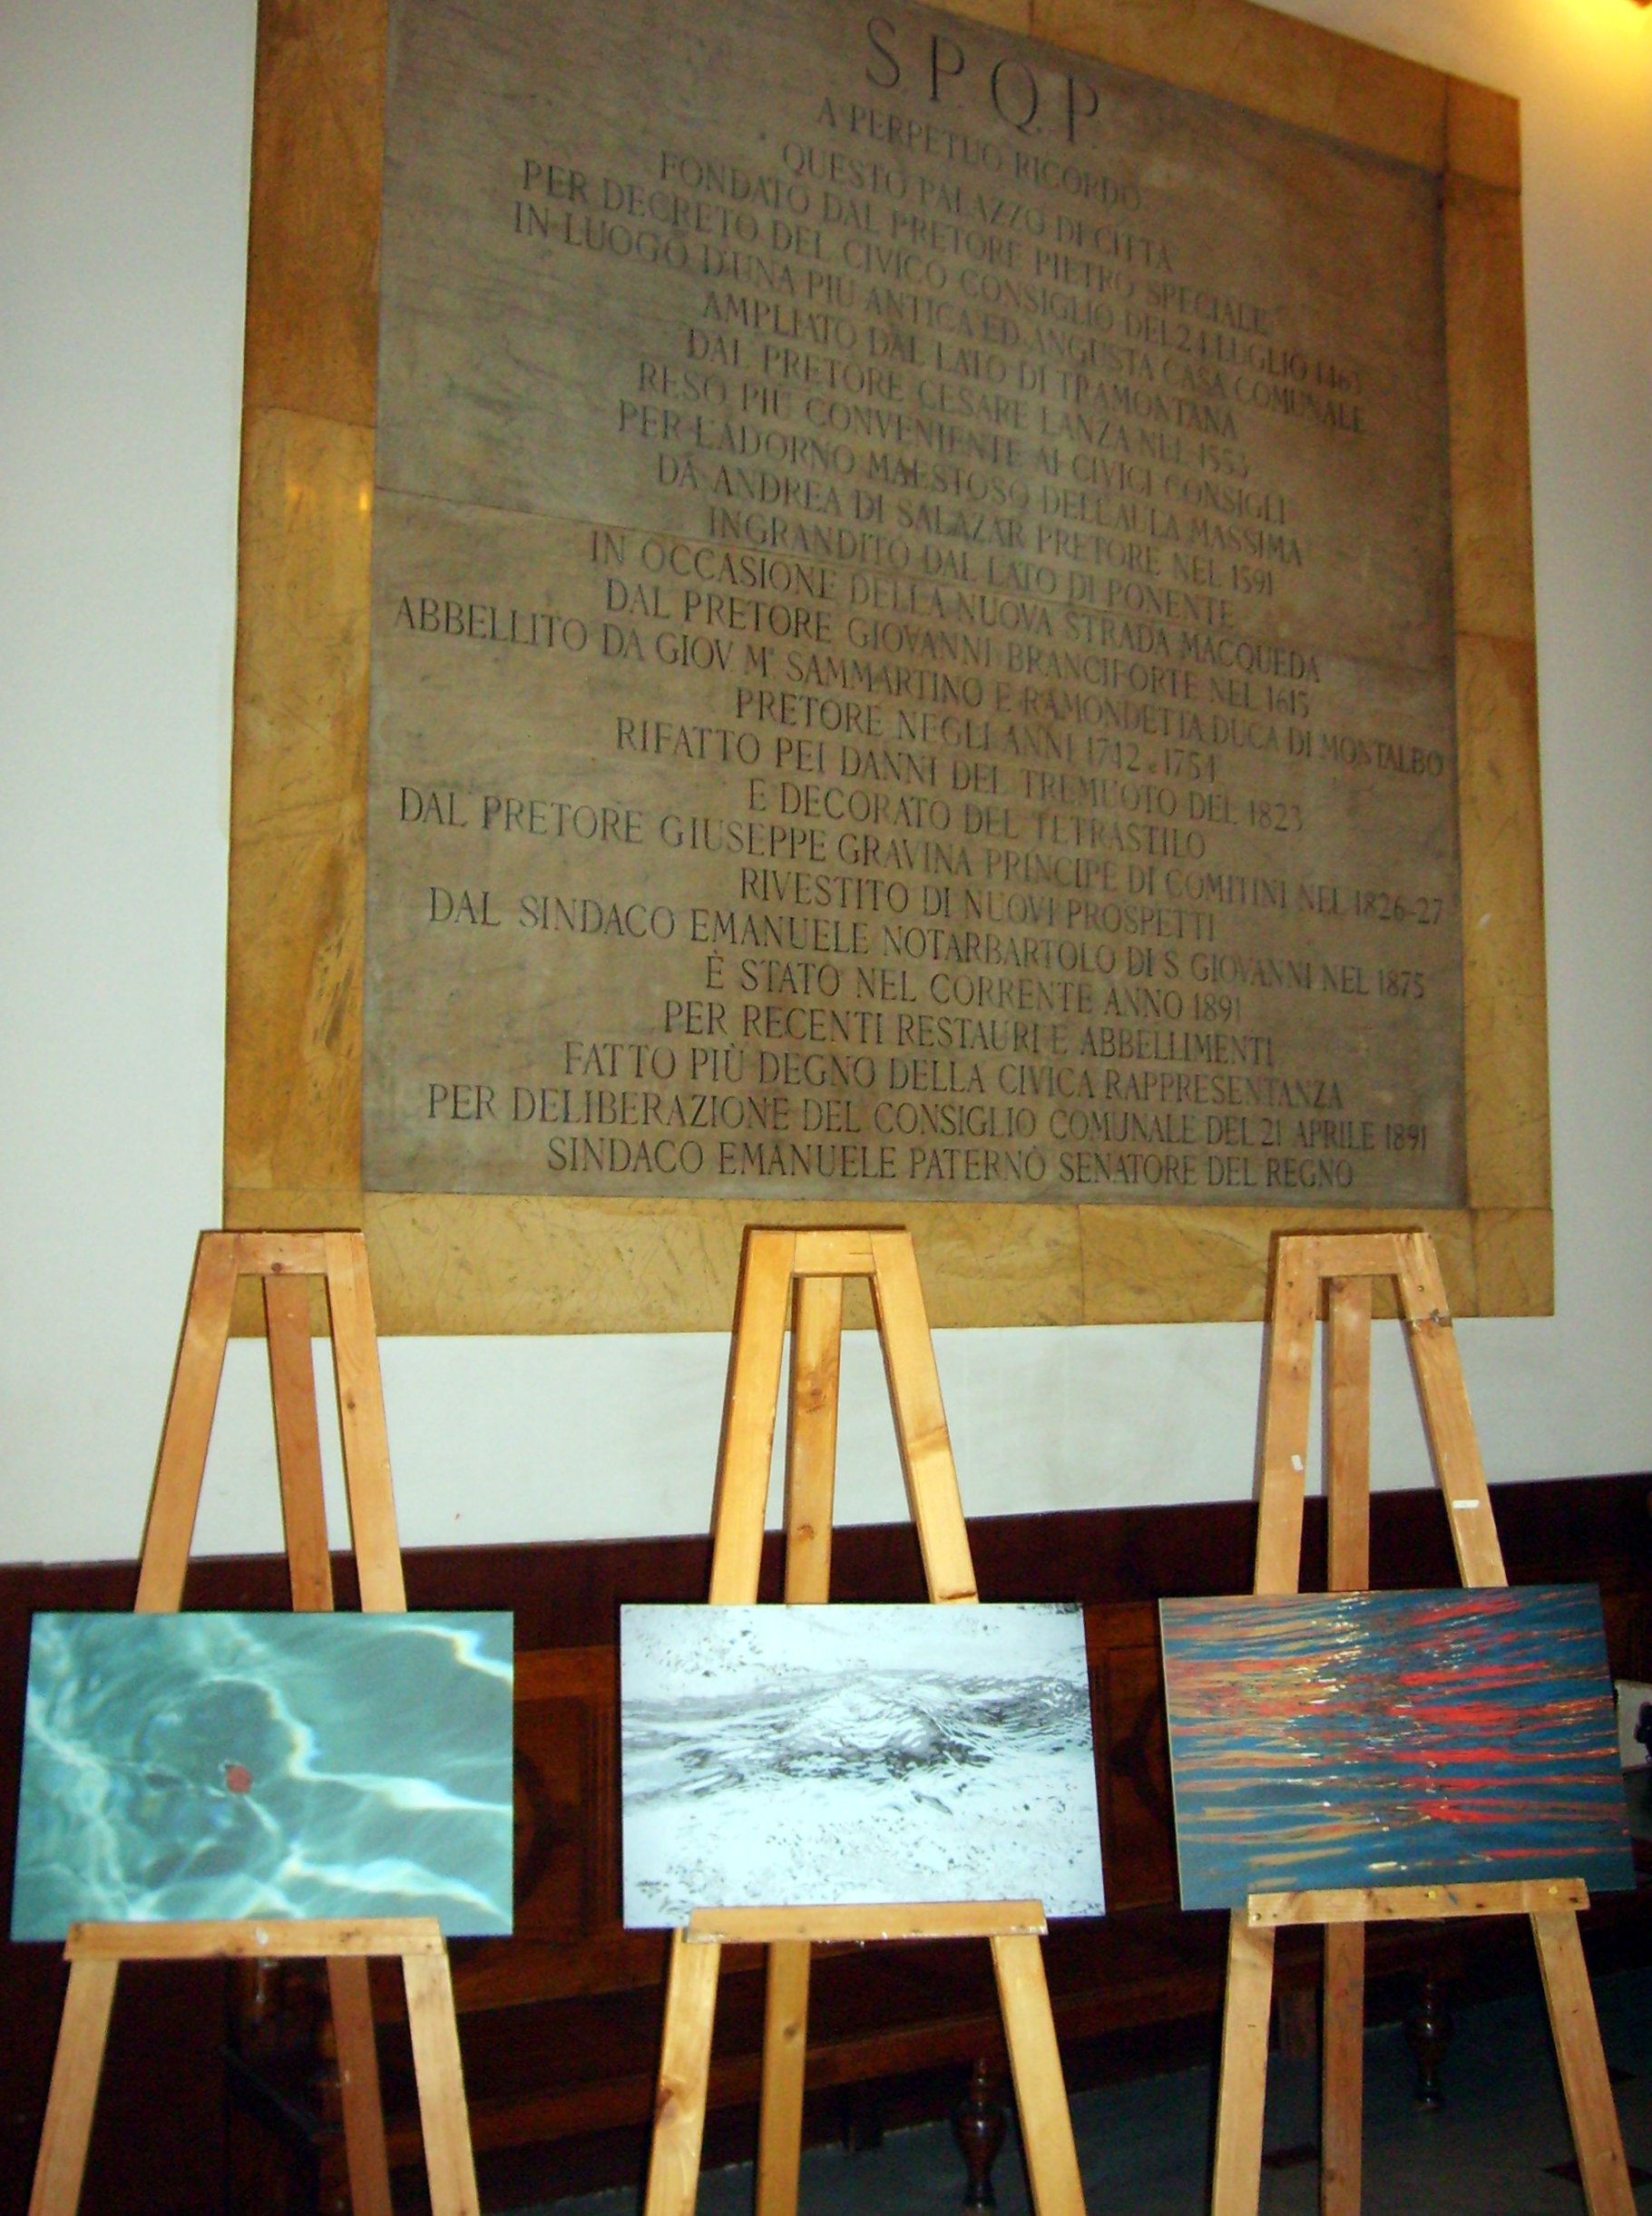 S. P. Q. P.
A PERPETUO RICORDO
QUESTO PALAZZO DI CITTÀ
FONDATO DAL PRETORE PIETRO SPECIALE
PER DECRETO DEL CIVICO CONSIGLIO DEL 24 LUGLIO 1463
IN LUOGO D'UNA PIÙ ANTICA ED ANGUSTA CASA COMUNALE
AMPLIATO DAL LATO DI TRAMONTANA
DAL PRETORE CESARE LANZA NEL 1553
RESO PIÙ CONVENIENTE AI CIVICI CONSIGLI
PER L'ADORNO MAESTOSO DELL'AULA MASSIMA
DA ANDREA DI SALAZAR PRETORE NEL 1591
INGRANDITO DAL LATO DI PONENTE
IN OCCASIONE DELLA NUOVA STRADA MACQUEDA
DAL PRETORE GIOVANNI BRANCIFORTE NEL 1615
ABBELLITO DA GIOV. Mª SAMMARTINO E RAMONDETTA DUCA DI MONTALBO
PRETORE NEGLI ANNI 1742 e 1754
RIFATTO PEI DANNI DEL TREMUOTO DEL 1823
E DECORATO DEL TETRASTILO
DAL PRETORE GIUSEPPE GRAVINA PRINCIPE DI COMITINI NEL 1826-27
RIVESTITO DI NUOVI PROSPETTI
DAL SINDACO EMANUELE NOTARBARTOLO DI S. GIOVANNI NEL 1875
È STATO NEL CORRENTE ANNO 1891
PER RECENTI RESTAURI E ABBELLIMENTI
FATTO PIÙ DEGNO DELLA CIVICA RAPPRESENTANZA
PER DELIBERAZIONE DEL CONSIGLIO COMUNALE DEL 21 APRILE 1891
SINDACO EMANUELE PATERNÒ SENATORE DEL REGNO